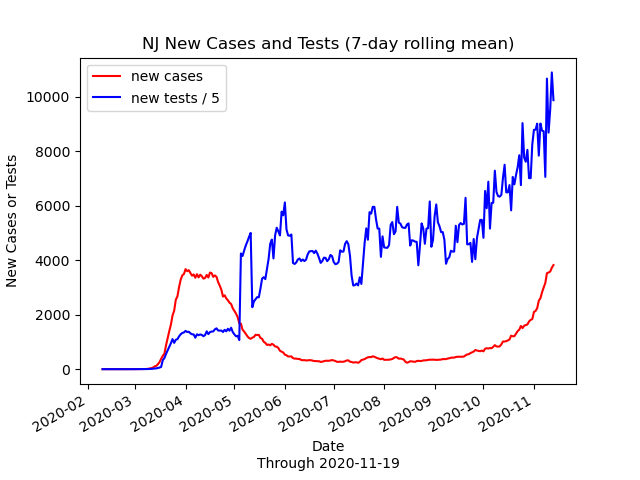 NJ New Cases and Tests (7-day rolling mean)
new cases
new tests / 5
New Cases or Tests
10000
8000
6000
4000
2000
0
2020-02
2020-03
2020-04
2020-05
2020-06
2020-07
2020-08
2020-09
2020-10
2020-11
Date
Through 2020-11-19